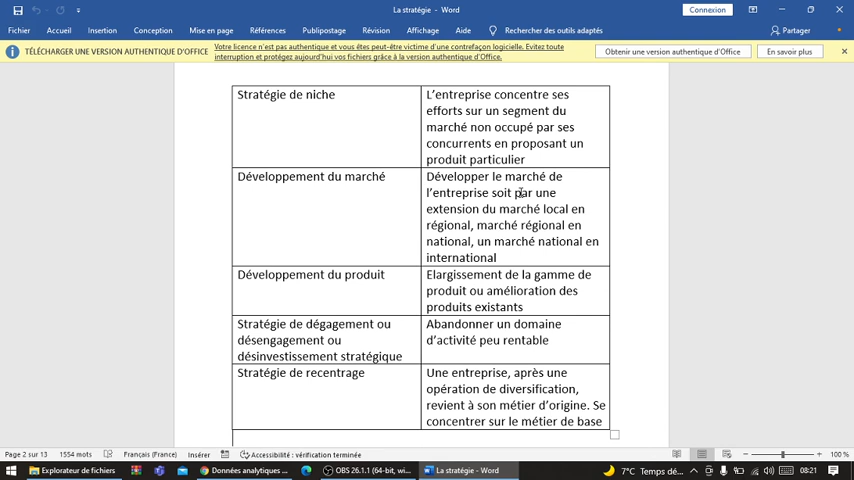 La stratégie - Word
Connexion
Fichier Accueil Insertion Conception Mise en page Références Publipostage Révision Affichage Aide Rechercher des outils adaptés Partager
TÉLÉCHARGER UNE VERSION AUTHENTIQUE D'OFFICE
Votre licence n'est pas authentique et vous êtes peut-être victime d'une contrefaçon logicielle. Evitez toute
interruption et protégez aujourd'hui vos fichiers grâce à la version authentique d'Office.
Obtenir une version authentique d'Office
En savoir plus
Stratégie de niche
L'entreprise concentre ses
efforts sur un segment du
marché non occupé par ses
concurrents en proposant un
produit particulier
Développement du marché
Développer le marché de
l'entreprise soit par une
extension du marché local en
régional, marché régional en
national, un marché national en
international
Développement du produit
Elargissement de la gamme de
produit ou amélioration des
produits existants
Stratégie de dégagement ou
désengagement ou
désinvestissement stratégique
Abandonner un domaine
d'activité peu rentable
Stratégie de recentrage
Une entreprise, après une
opération de diversification,
revient à son métier d'origine. Se
concentrer sur le métier de base
Page 2 sur 13 1554 mots Français (France) Insérer Accessibilité : vérification terminée 100 %
Explorateur de fichiers Données analytiques ... OBS 26.1.1 (64-bit, wi... La stratégie - Word 7°C Temps dé... 08:21